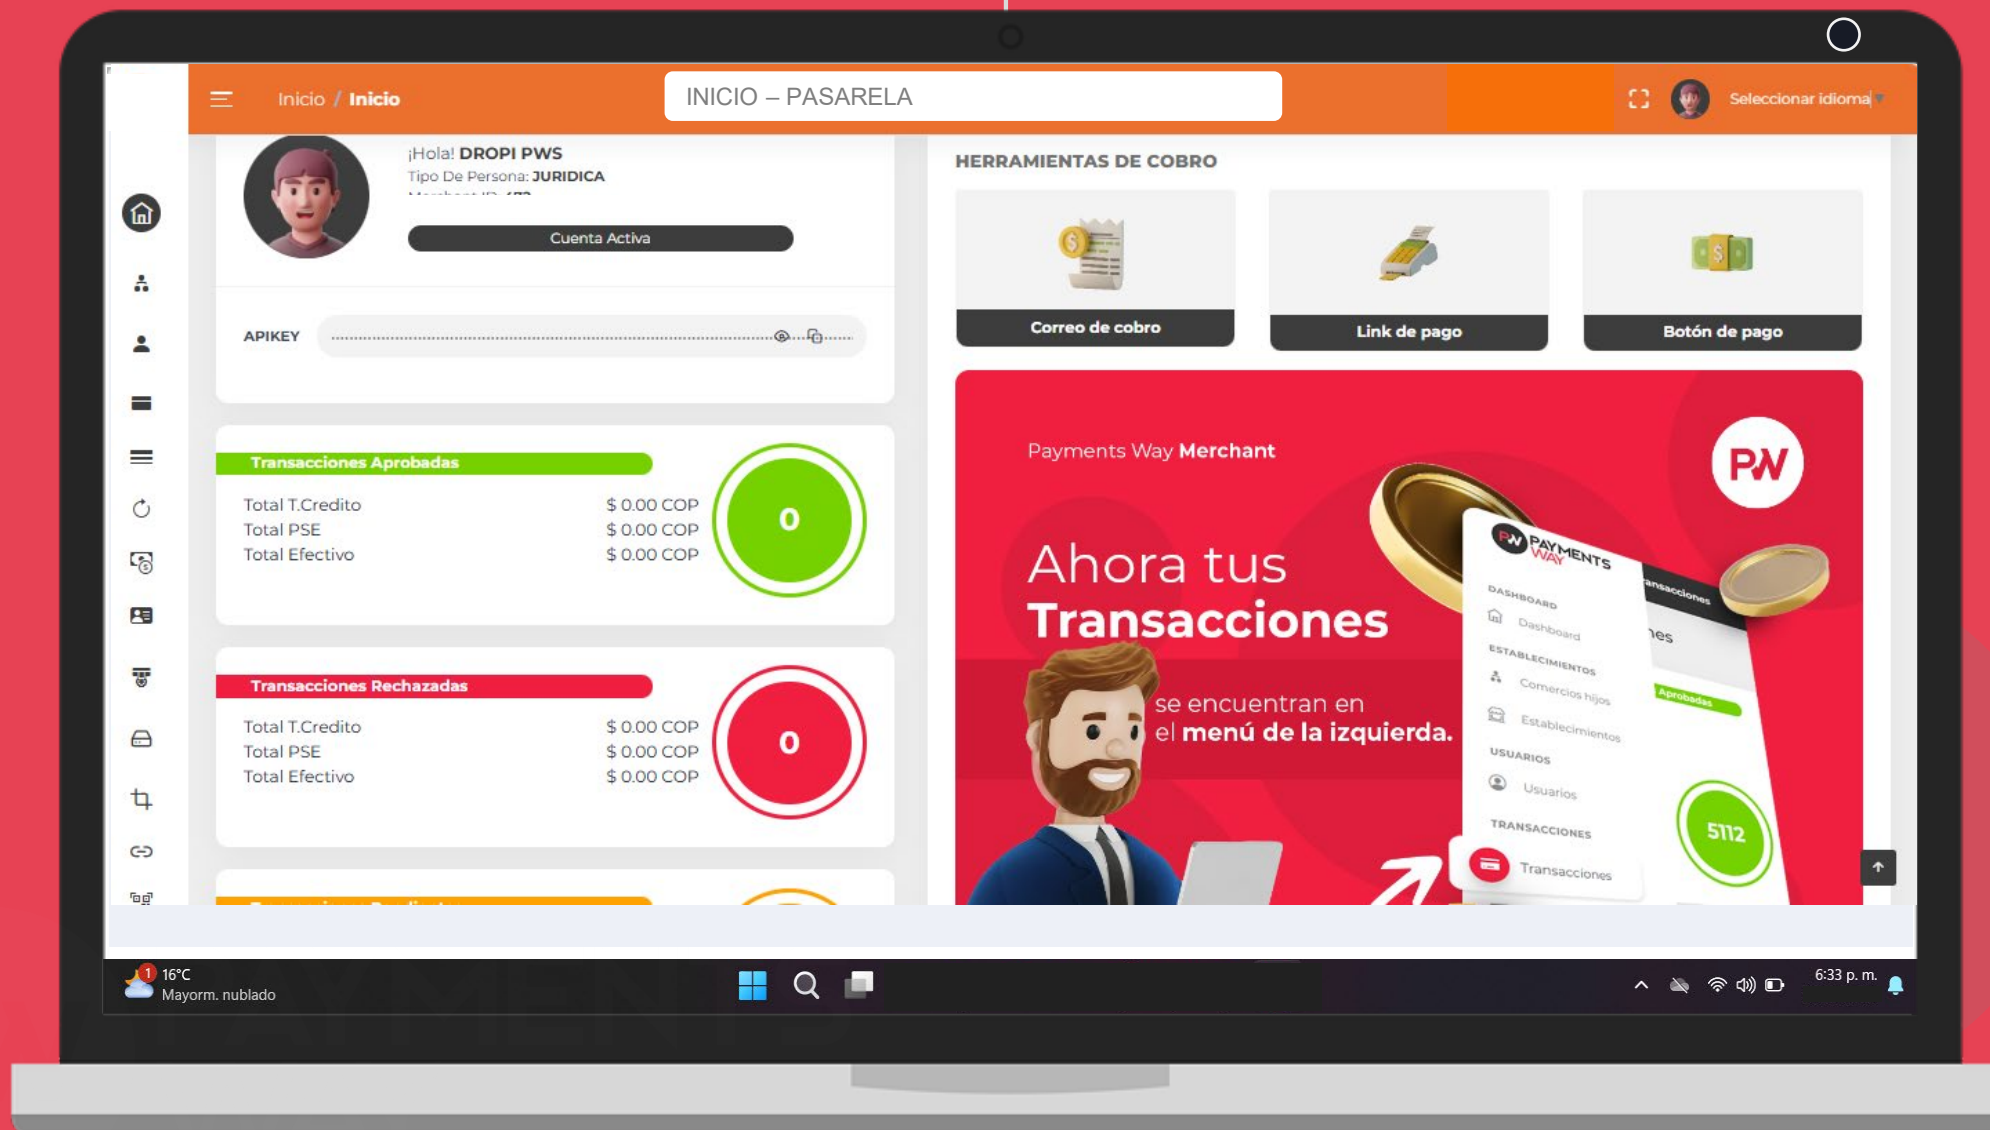 Inicio / Inicio
INICIO – PASARELA
Seleccionar idioma
¡Hola! DROPI PWS
Tipo De Persona: JURIDICA
Cuenta Activa
APIKEY
Transacciones Aprobadas
Total T.Credito $ 0.00 COP
Total PSE $ 0.00 COP
Total Efectivo $ 0.00 COP
0
Transacciones Rechazadas
Total T.Credito $ 0.00 COP
Total PSE $ 0.00 COP
Total Efectivo $ 0.00 COP
0
HERRAMIENTAS DE COBRO
Correo de cobro
Link de pago
Botón de pago
Payments Way Merchant
PW
Ahora tus
Transacciones
se encuentran en
el menú de la izquierda.
PW PAYMENTS
WAY
DASHBOARD
Dashboard
ESTABLECIMIENTOS
Comercios hijos
Establecimientos
USUARIOS
Usuarios
TRANSACCIONES
Transacciones
Aprobadas
5112
1
16°C
Mayorm. nublado
6:33 p. m.
PAYMENTS